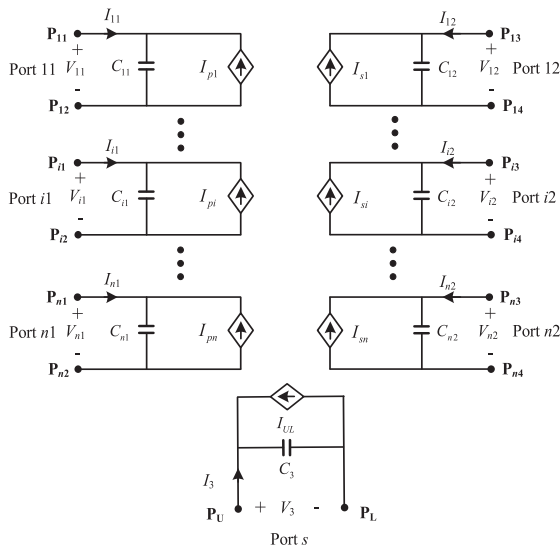 P11 I11 I12 P13
+ +
Port 11 V11 C11 Ip1 Is1 C12 V12 Port 12
- -
P12 P14
Pi1 Ii1 Ii2 Pi3
+ +
Port i1 Vi1 Ci1 Ipi Isi Ci2 Vi2 Port i2
- -
Pi2 Pi4
Pn1 In1 In2 Pn3
+ +
Port n1 Vn1 Cn1 Ipn Isn Cn2 Vn2 Port n2
- -
Pn2 Pn4
IUL
C3
I3
PU + V3 - PL
Port s